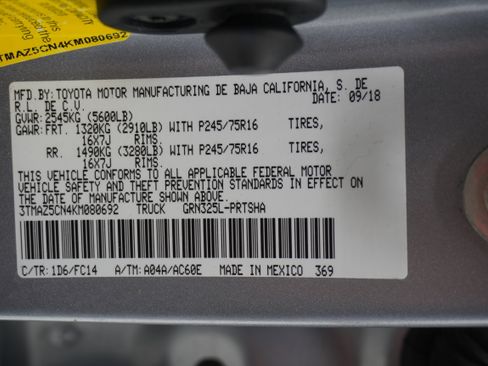 carrying
TMAZ5CN4KM080692
MFD.BY: TOYOTA MOTOR MANUFACTURING DE BAJA CALIFORNIA, S. DE
R.L. DE C.V. DATE: 09/18
GVWR: 2545KG (5600LB)
GAWR: FRT. 1320KG (2910LB) WITH P245/75R16 TIRES,
16X7J RIMS.
RR. 1490KG (3280LB) WITH P245/75R16 TIRES,
16X7J RIMS.
THIS VEHICLE CONFORMS TO ALL APPLICABLE FEDERAL MOTOR
VEHICLE SAFETY AND THEFT PREVENTION STANDARDS IN EFFECT ON
THE DATE OF MANUFACTURE SHOWN ABOVE.
3TMAZ5CN4KM080692 TRUCK GRN325L-PRTSHA
C/TR: 1D6/FC14 A/TM: A04A/AC60E MADE IN MEXICO 369